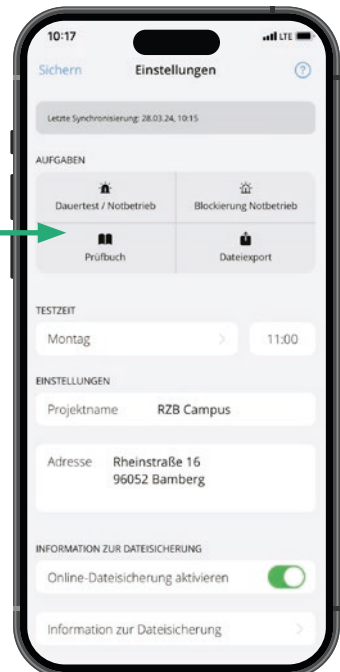 10:17
LTE
Sichern Einstellungen ?
Letzte Synchronisierung: 28.03.24, 10:15
AUFGABEN
Dauertest / Notbetrieb Blockierung Notbetrieb
Prüfbuch Dateiexport
TESTZEIT
Montag 11:00
EINSTELLUNGEN
Projektname RZB Campus
Adresse Rheinstraße 16
96052 Bamberg
INFORMATION ZUR DATEISICHERUNG
Online-Dateisicherung aktivieren
Information zur Dateisicherung